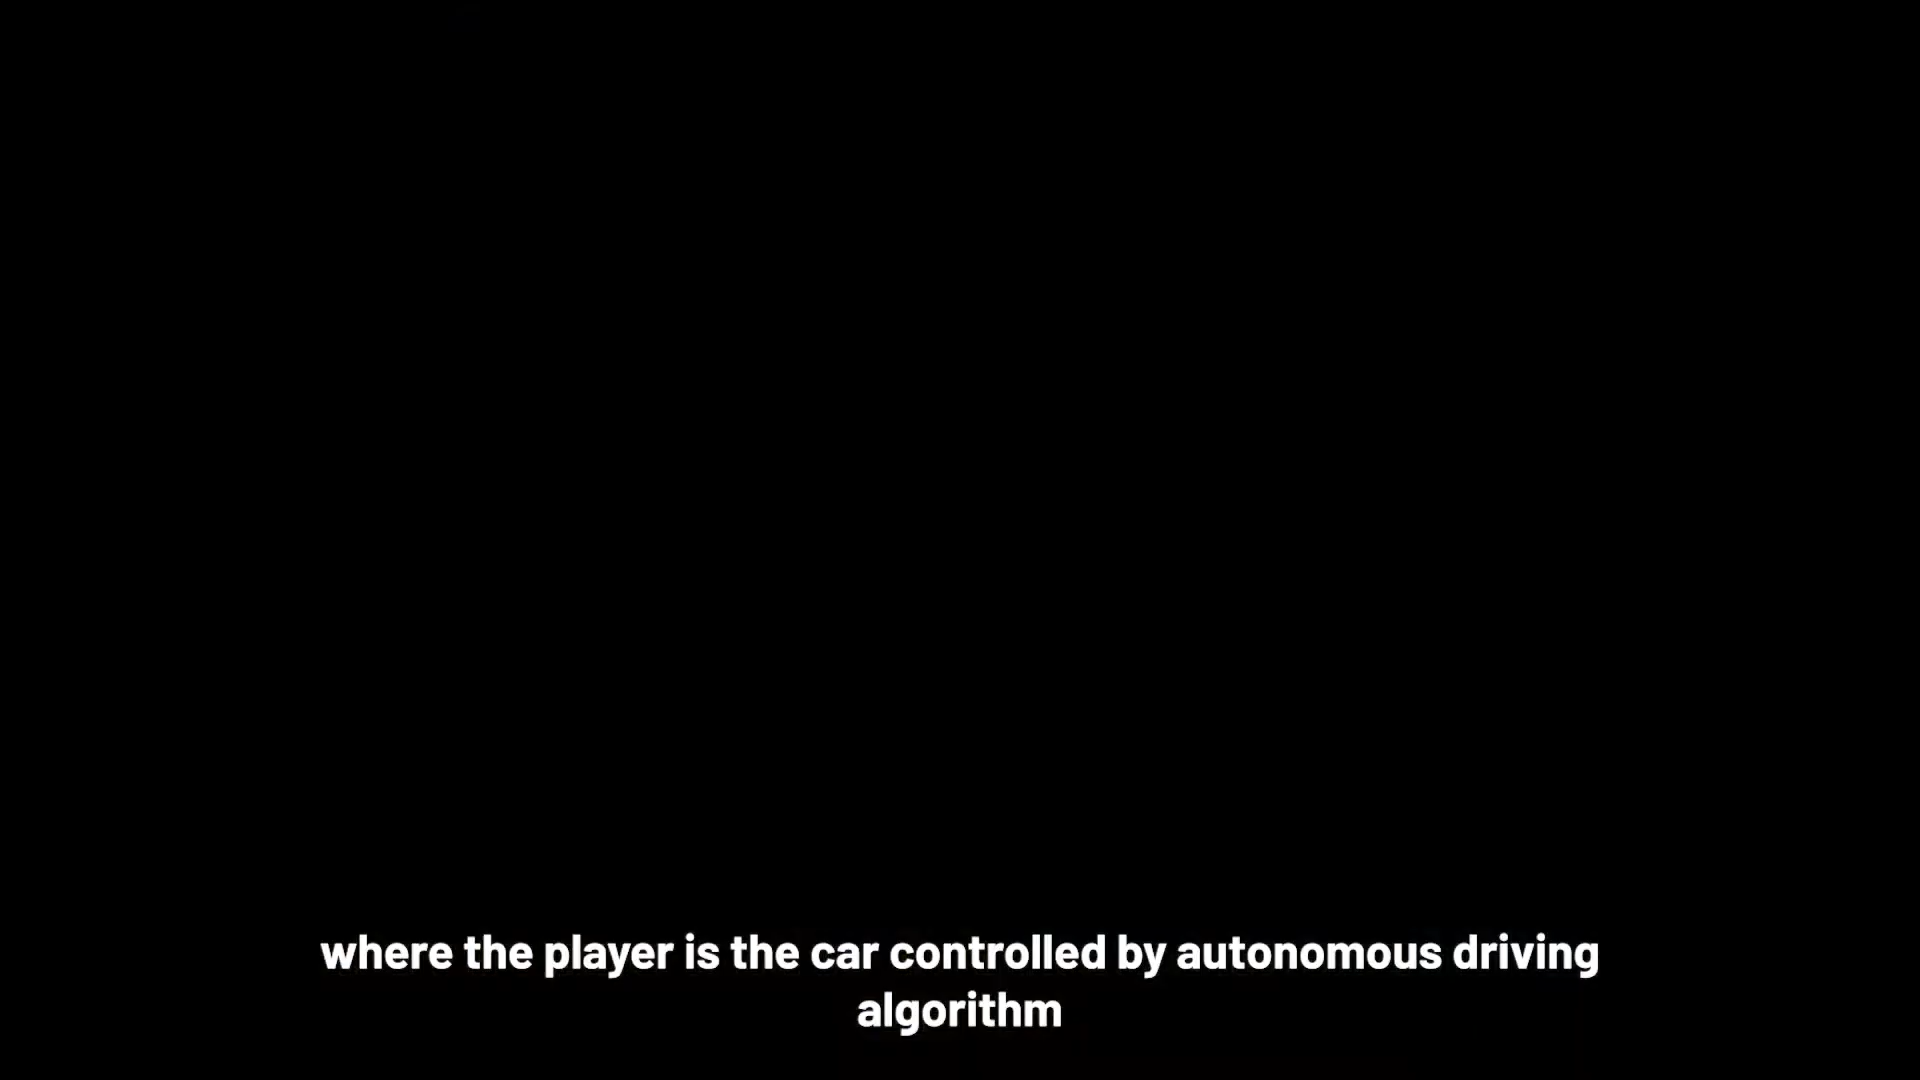 where the player is the car controlled by autonomous driving
algorithm